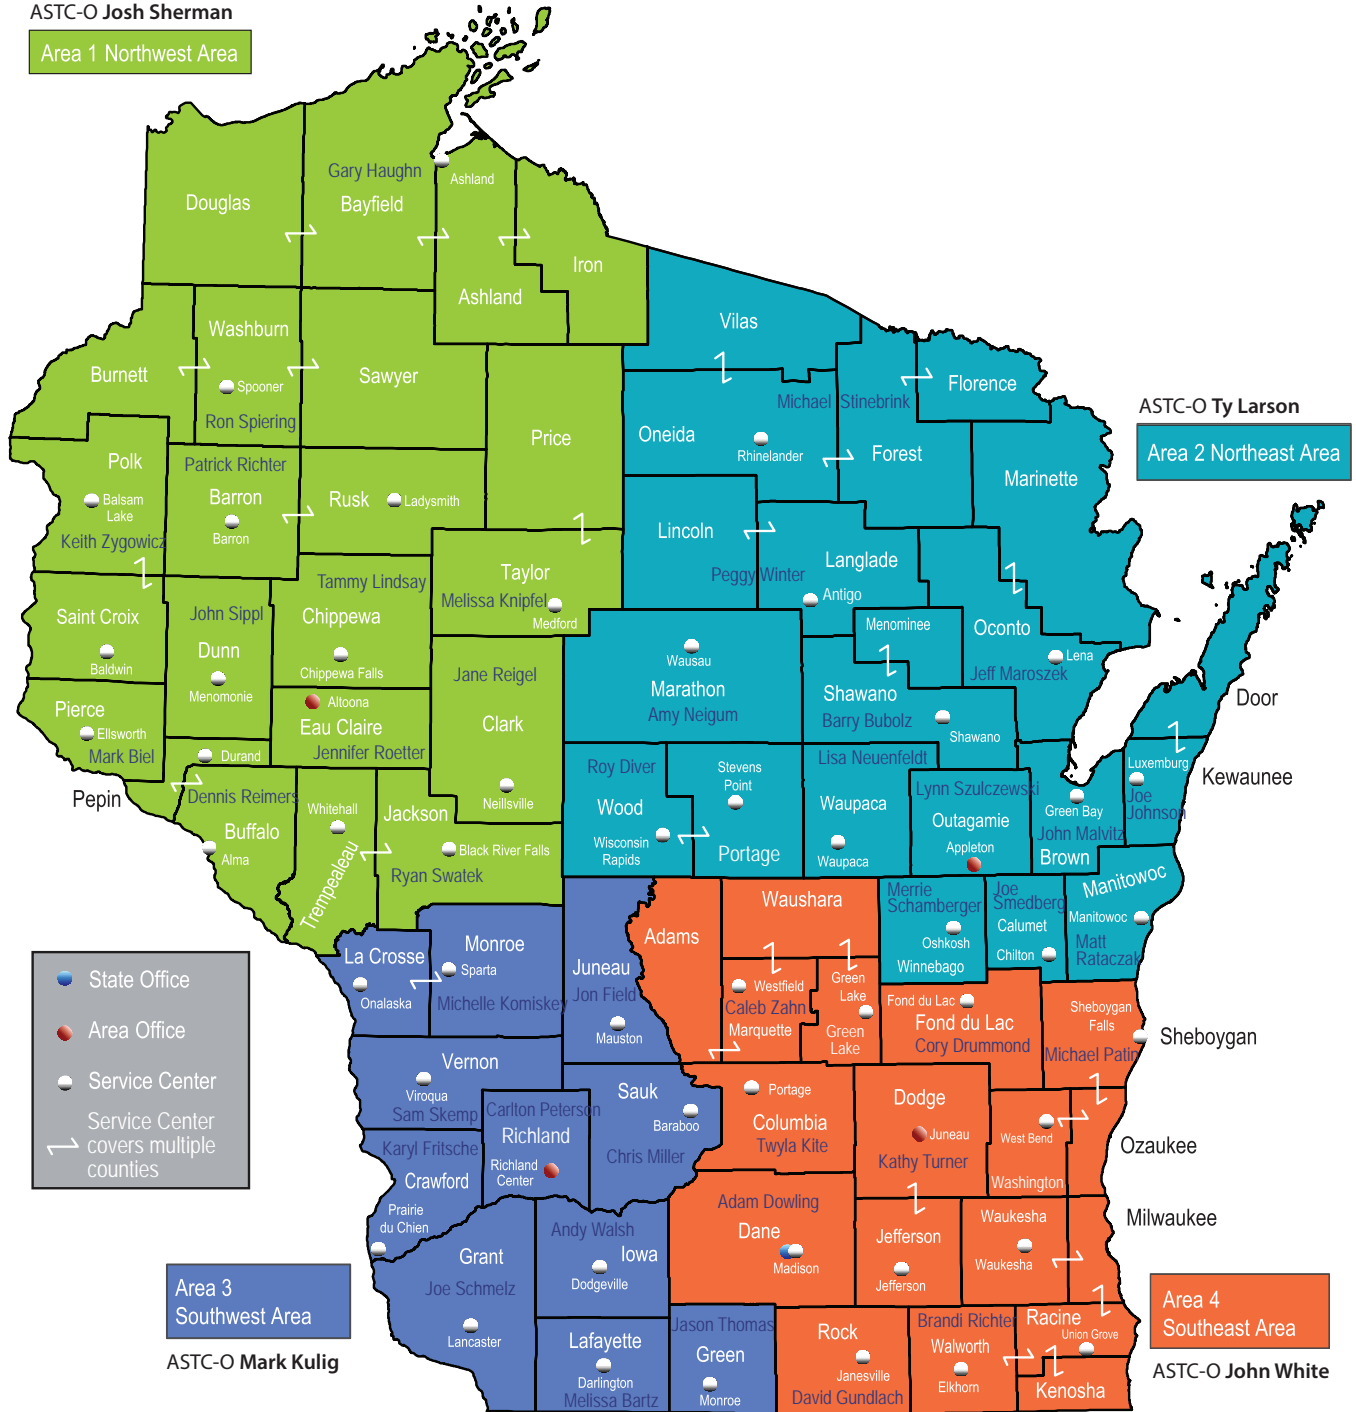 ASTC-O Josh Sherman
Area 1 Northwest Area
Gary Haughn
Ashland
Douglas
Bayfield
Iron
Ashland
Washburn
Vilas
Burnett
Spooner
Sawyer
Florence
Ron Spiering
Michael Stinebrink
ASTC-O Ty Larson
Area 2 Northeast Area
Price
Oneida
Rhinelander
Forest
Marinette
Polk
Patrick Richter
Balsam
Lake
Barron
Barron
Rusk
Ladysmith
Keith Zygowicz
Lincoln
Langlade
Peggy Winter
Antigo
Taylor
Melissa Knipfel
Medford
Tammy Lindsay
Chippewa
Chippewa Falls
Saint Croix
Baldwin
John Sippl
Dunn
Menomonie
Menominee
Oconto
Lena
Jeff Maroszek
Wausau
Marathon
Amy Neigum
Shawano
Barry Bubolz
Shawano
Door
Jane Reigel
Clark
Neillsville
Pierce
Ellsworth
Mark Biel
Altoona
Eau Claire
Jennifer Roetter
Durand
Pepin
Dennis Reimers
Buffalo
Alma
Whitehall
Trempealeau
Jackson
Black River Falls
Ryan Swatek
Roy Diver
Wood
Wisconsin
Rapids
Stevens
Point
Portage
Lisa Neuenfeldt
Waupaca
Waupaca
Lynn Szulczewski
Outagamie
Appleton
Green Bay
John Malvitz
Brown
Luxemburg
Joe
Johnson
Kewaunee
Merrie
Schamberger
Oshkosh
Winnebago
Joe
Smedberg
Calumet
Chilton
Manitowoc
Manitowoc
Matt
Rataczak
Waushara
Adams
La Crosse
Onalaska
Monroe
Sparta
Michelle Komiskey
Juneau
Jon Field
Mauston
Westfield
Caleb Zahn
Marquette
Green
Lake
Green
Lake
Fond du Lac
Fond du Lac
Cory Drummond
Sheboygan
Falls
Michael Patin
Sheboygan
State Office
Area Office
Service Center
Service Center
covers multiple
counties
Vernon
Viroqua
Sam Skemp
Carlton Peterson
Richland
Richland
Center
Sauk
Baraboo
Chris Miller
Portage
Columbia
Twyla Kite
Dodge
Juneau
Kathy Turner
West Bend
Washington
Ozaukee
Karyl Fritsche
Crawford
Prairie
du Chien
Adam Dowling
Dane
Madison
Jefferson
Jefferson
Waukesha
Waukesha
Milwaukee
Grant
Joe Schmelz
Lancaster
Andy Walsh
Iowa
Dodgeville
Area 3
Southwest Area
ASTC-O Mark Kulig
Lafayette
Darlington
Melissa Bartz
Jason Thomas
Green
Monroe
Rock
Janesville
David Gundlach
Brandi Richter
Walworth
Elkhorn
Racine
Union Grove
Kenosha
Area 4
Southeast Area
ASTC-O John White